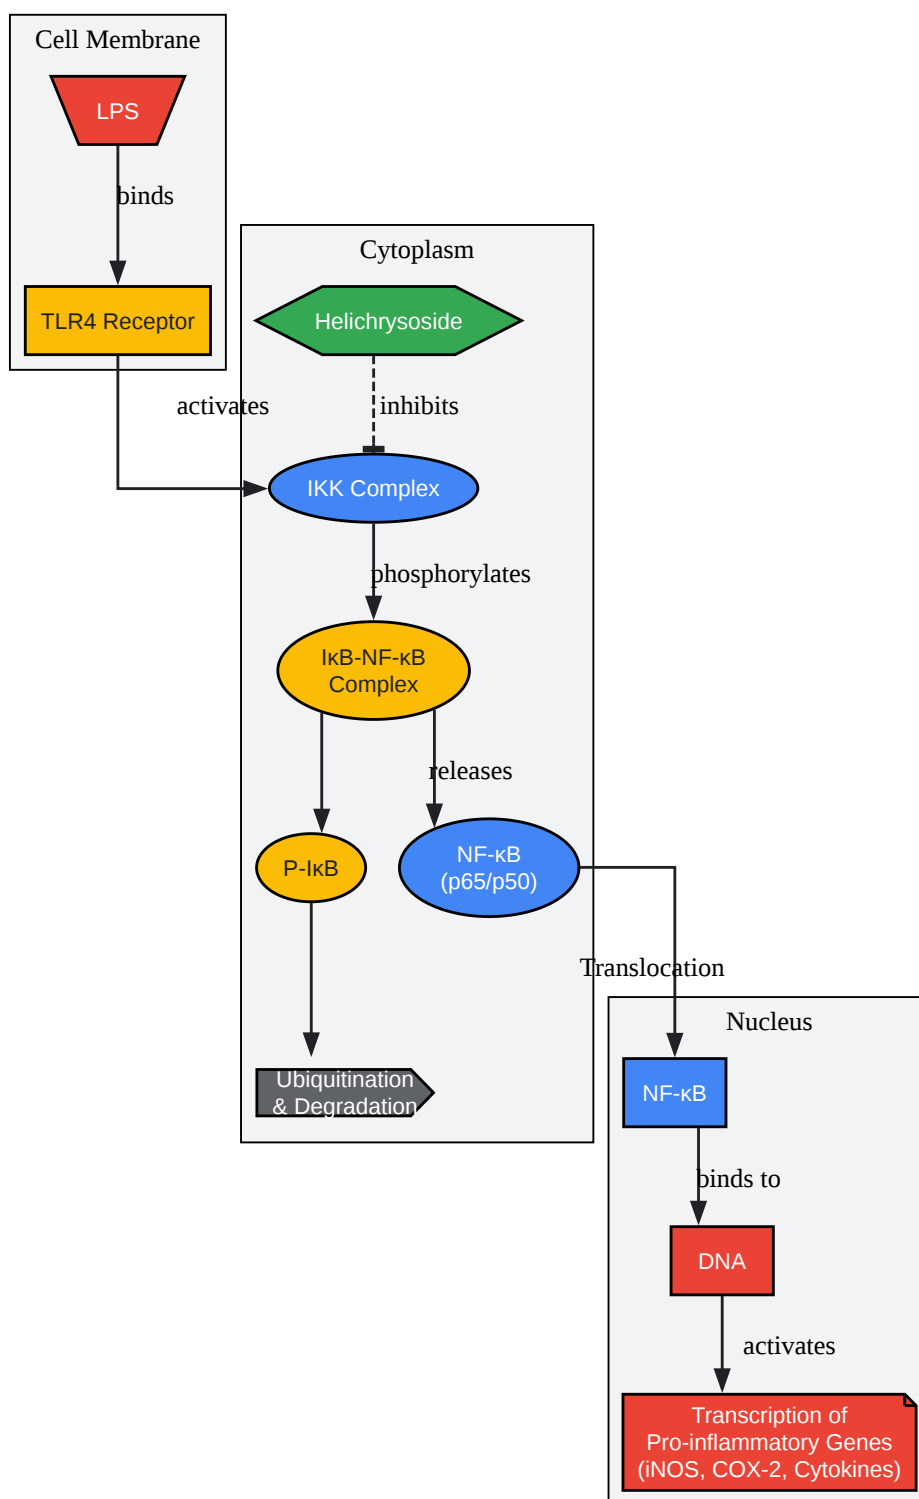 Cell Membrane
LPS
binds
TLR4 Receptor
activates
Cytoplasm
Helichrysoside
inhibits
IKK Complex
phosphorylates
IκB-NF-κB
Complex
releases
P-IκB
NF-κB
(p65/p50)
Ubiquitination
& Degradation
Translocation
Nucleus
NF-κB
binds to
DNA
activates
Transcription of
Pro-inflammatory Genes
(iNOS, COX-2, Cytokines)